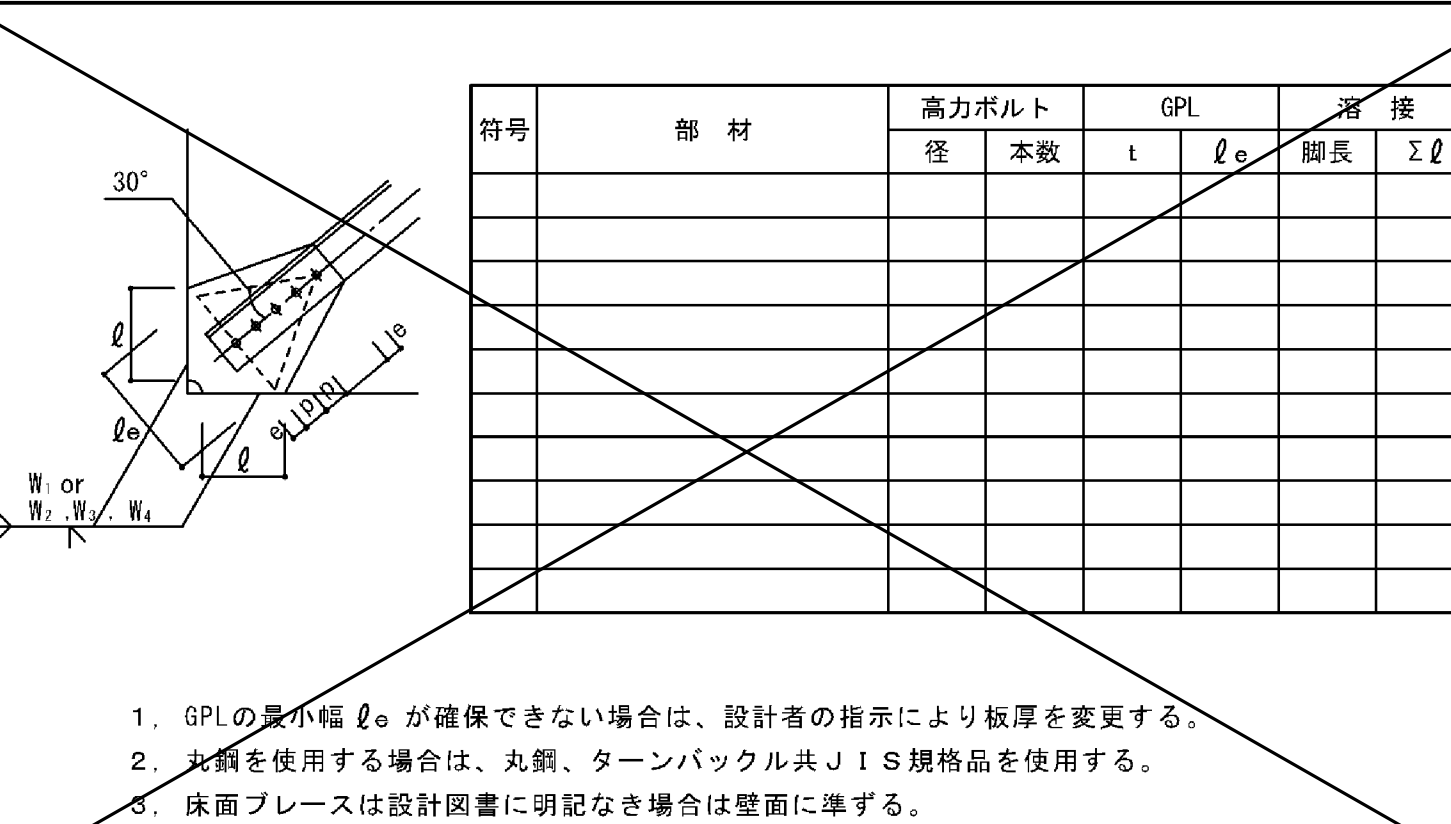 符号 部 材 高力ボルト GPL 溶 接
径 本数 t ℓe 脚長 Σℓ
30°
ℓ
e
p
p
e
ℓe
ℓ
W₁ or
W₂ ,W₃, W₄
1, GPLの最小幅 ℓe が確保できない場合は、設計者の指示により板厚を変更する。
2, 丸鋼を使用する場合は、丸鋼、ターンバックル共JIS規格品を使用する。
3, 床面ブレースは設計図書に明記なき場合は壁面に準ずる。